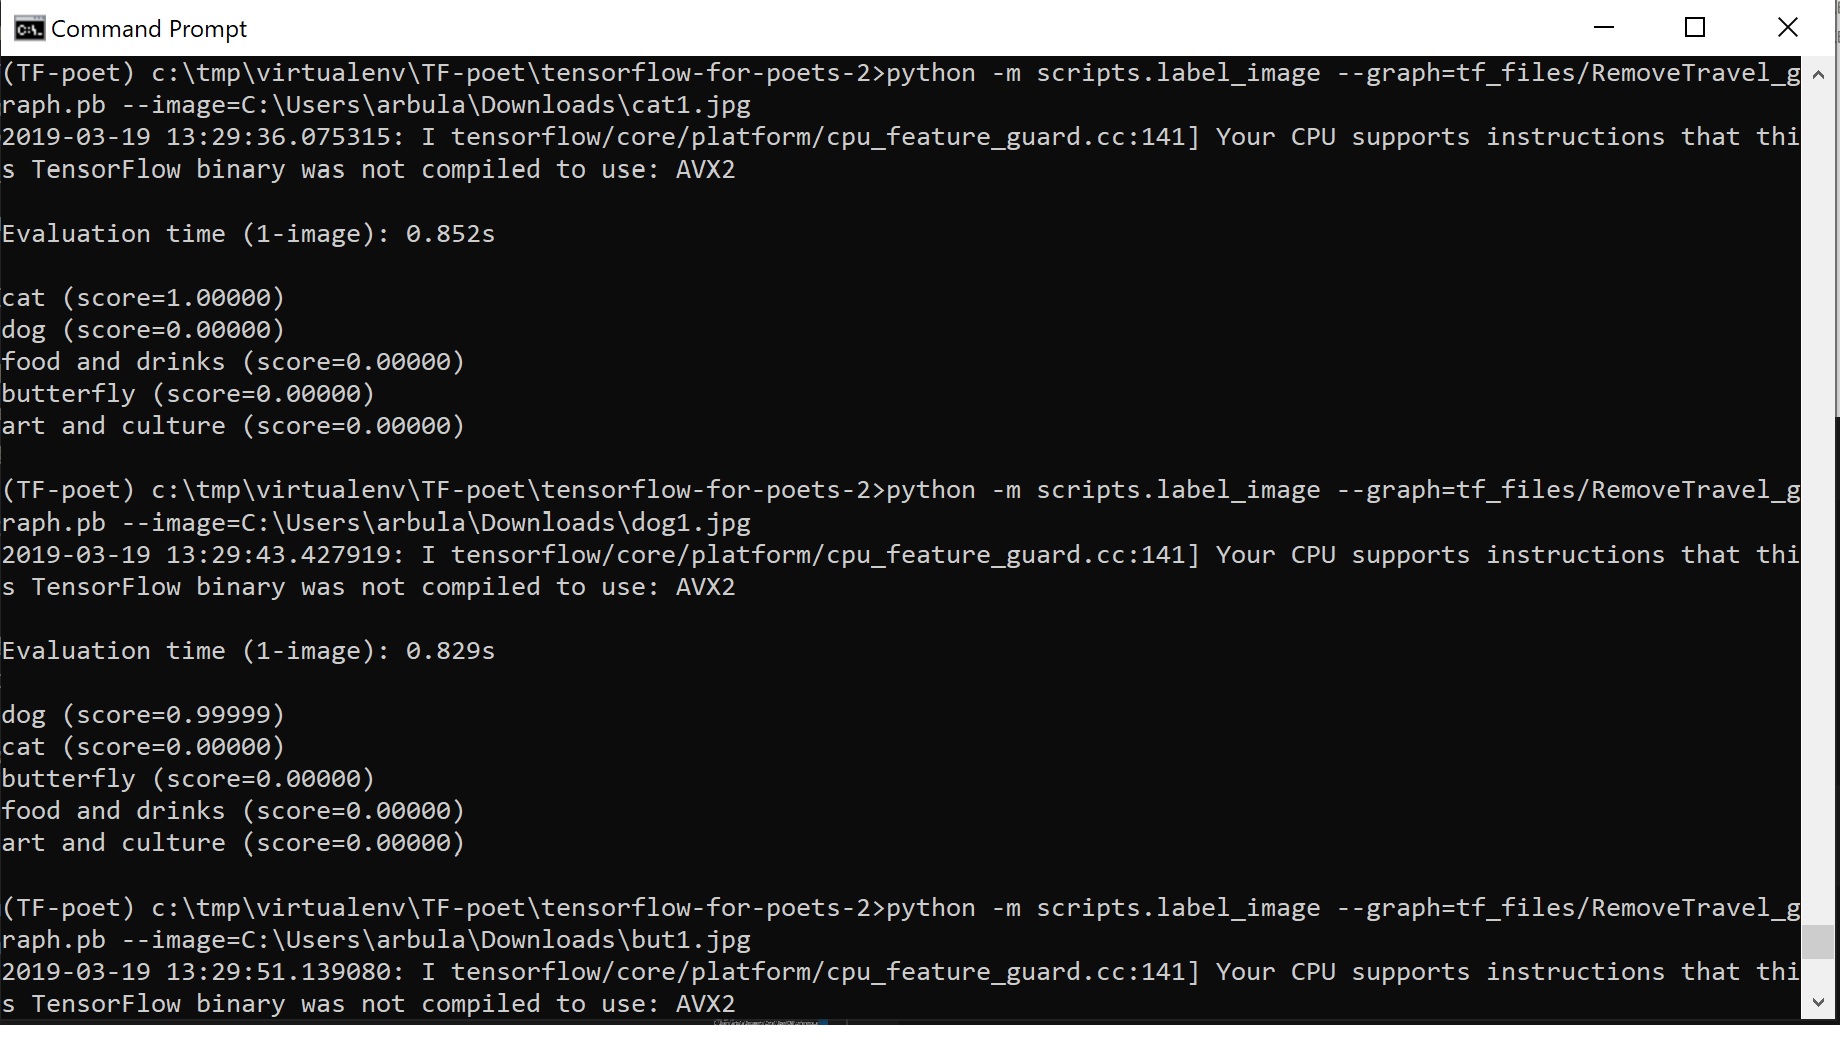 Command Prompt
(TF-poet) c:\tmp\virtualenv\TF-poet\tensorflow-for-poets-2>python -m scripts.label_image --graph=tf_files/RemoveTravel_g
raph.pb --image=C:\Users\arbula\Downloads\cat1.jpg
2019-03-19 13:29:36.075315: I tensorflow/core/platform/cpu_feature_guard.cc:141] Your CPU supports instructions that thi
s TensorFlow binary was not compiled to use: AVX2
Evaluation time (1-image): 0.852s
cat (score=1.00000)
dog (score=0.00000)
food and drinks (score=0.00000)
butterfly (score=0.00000)
art and culture (score=0.00000)
(TF-poet) c:\tmp\virtualenv\TF-poet\tensorflow-for-poets-2>python -m scripts.label_image --graph=tf_files/RemoveTravel_g
raph.pb --image=C:\Users\arbula\Downloads\dog1.jpg
2019-03-19 13:29:43.427919: I tensorflow/core/platform/cpu_feature_guard.cc:141] Your CPU supports instructions that thi
s TensorFlow binary was not compiled to use: AVX2
Evaluation time (1-image): 0.829s
dog (score=0.99999)
cat (score=0.00000)
butterfly (score=0.00000)
food and drinks (score=0.00000)
art and culture (score=0.00000)
(TF-poet) c:\tmp\virtualenv\TF-poet\tensorflow-for-poets-2>python -m scripts.label_image --graph=tf_files/RemoveTravel_g
raph.pb --image=C:\Users\arbula\Downloads\but1.jpg
2019-03-19 13:29:51.139080: I tensorflow/core/platform/cpu_feature_guard.cc:141] Your CPU supports instructions that thi
s TensorFlow binary was not compiled to use: AVX2